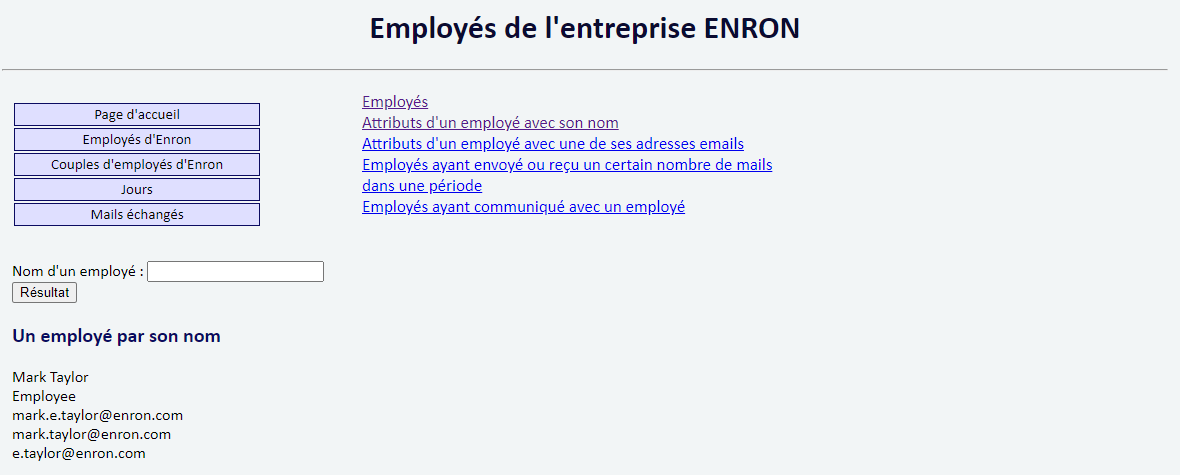 Employés de l'entreprise ENRON
Page d'accueil
Employés d'Enron
Couples d'employés d'Enron
Jours
Mails échangés
Employés
Attributs d'un employé avec son nom
Attributs d'un employé avec une de ses adresses emails
Employés ayant envoyé ou reçu un certain nombre de mails
dans une période
Employés ayant communiqué avec un employé
Nom d'un employé :
Résultat
Un employé par son nom
Mark Taylor
Employee
mark.e.taylor@enron.com
mark.taylor@enron.com
e.taylor@enron.com